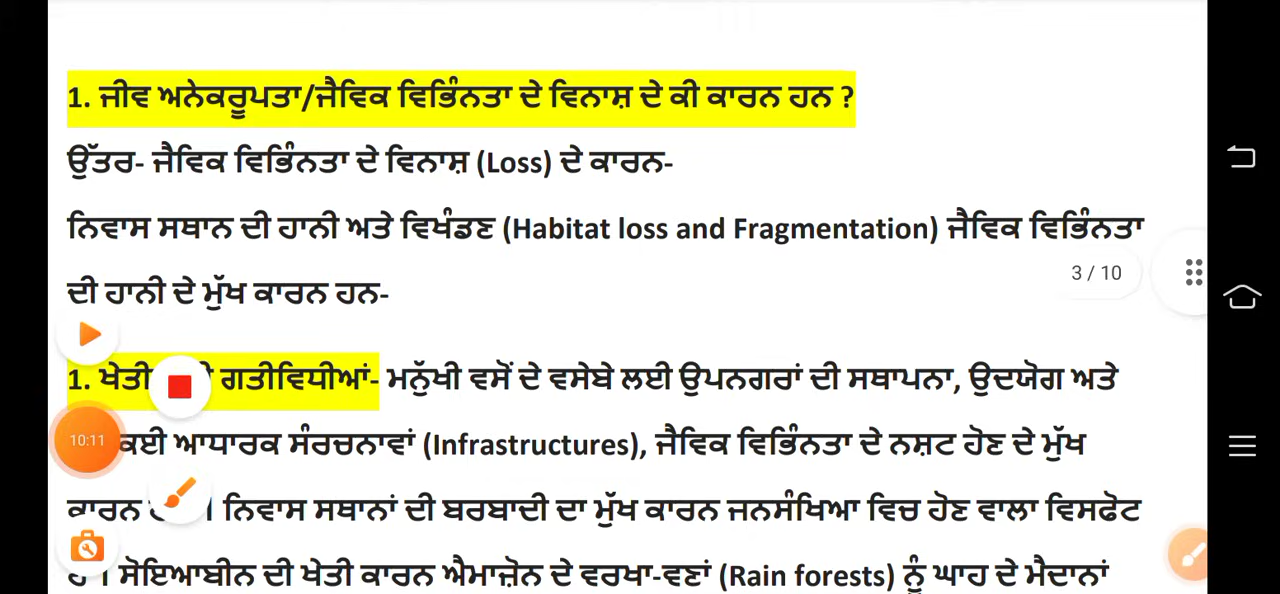 1. ਜੀਵ ਅਨੇਕਰੂਪਤਾ/ਜੈਵਿਕ ਵਿਭਿੰਨਤਾ ਦੇ ਵਿਨਾਸ਼ ਦੇ ਕੀ ਕਾਰਨ ਹਨ ?
ਉੱਤਰ- ਜੈਵਿਕ ਵਿਭਿੰਨਤਾ ਦੇ ਵਿਨਾਸ਼ (Loss) ਦੇ ਕਾਰਨ-
ਨਿਵਾਸ ਸਥਾਨ ਦੀ ਹਾਨੀ ਅਤੇ ਵਿਖੰਡਣ (Habitat loss and Fragmentation) ਜੈਵਿਕ ਵਿਭਿੰਨਤਾ
3 / 10
ਦੀ ਹਾਨੀ ਦੇ ਮੁੱਖ ਕਾਰਨ ਹਨ-
1. ਗਤੀਵਿਧੀਆਂ- ਮਨੁੱਖੀ ਵਸੋਂ ਦੇ ਵਸੇਬੇ ਲਈ ਉਪਨਗਰਾਂ ਦੀ ਸਥਾਪਨਾ, ਉਦਯੋਗ ਅਤੇ
10:11
ਕਈ ਆਧਾਰਕ ਸੰਰਚਨਾਵਾਂ (Infrastructures), ਜੈਵਿਕ ਵਿਭਿੰਨਤਾ ਦੇ ਨਸ਼ਟ ਹੋਣ ਦੇ ਮੁੱਖ
ਕਾਰਨ ਨਿਵਾਸ ਸਥਾਨਾਂ ਦੀ ਬਰਬਾਦੀ ਦਾ ਮੁੱਖ ਕਾਰਨ ਜਨਸੰਖਿਆ ਵਿਚ ਹੋਣ ਵਾਲਾ ਵਿਸਫੋਟ
ਸੋਇਆਬੀਨ ਦੀ ਖੇਤੀ ਕਾਰਨ ਐਮਾਜ਼ੋਨ ਦੇ ਵਰਖਾ-ਵਣਾਂ (Rain forests) ਨੂੰ ਘਾਹ ਦੇ ਮੈਦਾਨਾਂ